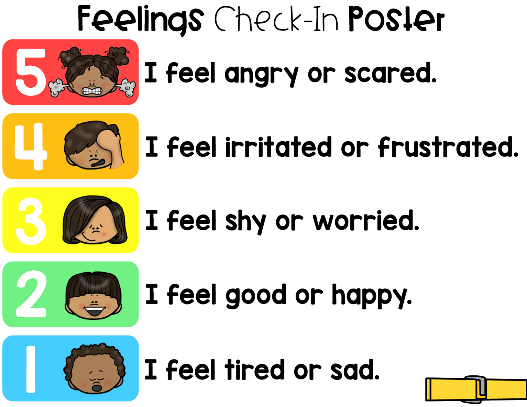 Feelings Check-In Poster
5 I feel angry or scared.
4 I feel irritated or frustrated.
3 I feel shy or worried.
2 I feel good or happy.
1 I feel tired or sad.